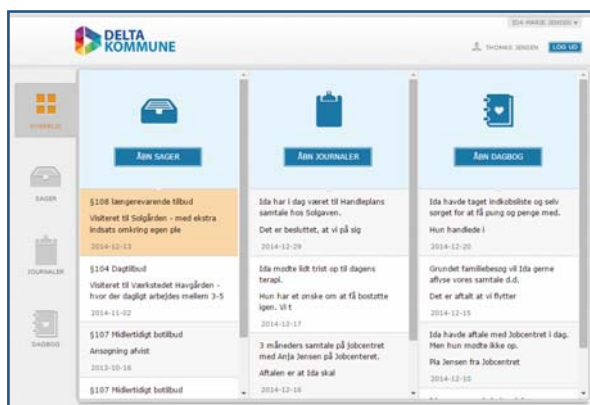 IDA MARIE JENSEN
DELTA
KOMMUNE
THOMAS JENSEN
LOG UD
OVERBLIK
SAGER
JOURNALER
DAGBOG
ÅBN SAGER
§108 længerevarende tilbud
Visiteret til Solgården - med ekstra
indsats omkring egen ple
2014-12-13
§104 Dagtilbud
Visiteret til Værkstedet Havgården -
hvor der dagligt arbejdes mellem 3-5
2014-11-02
§107 Midlertidigt botilbud
Ansøgning afvist
2013-10-16
§107 Midlertidigt botilbud
ÅBN JOURNALER
Ida har i dag været til Handleplans
samtale hos Solgaven.
Det er besluttet, at vi på sig
2014-12-29
Ida mødte lidt trist op til dagens
terapi.
Hun har et ønske om at få bostøtte
igen. Vi t
2014-12-17
3 måneders samtale på jobcentret
med Anja Jensen på Jobcenteret.
Aftalen er at Ida skal
2014-12-16
ÅBN DAGBOG
Ida havde taget indkøbsliste og selv
sørget for at få pung og penge med.
Hun handlede i
2014-12-20
Grundet familiebesøg vil Ida gerne
aflyse vores samtale d.d.
Det er aftalt at vi flytter
2014-12-15
Ida havde aftale med Jobcentret i dag.
Men hun mødte ikke op.
Pla Jensen fra Jobcentret
2014-12-10